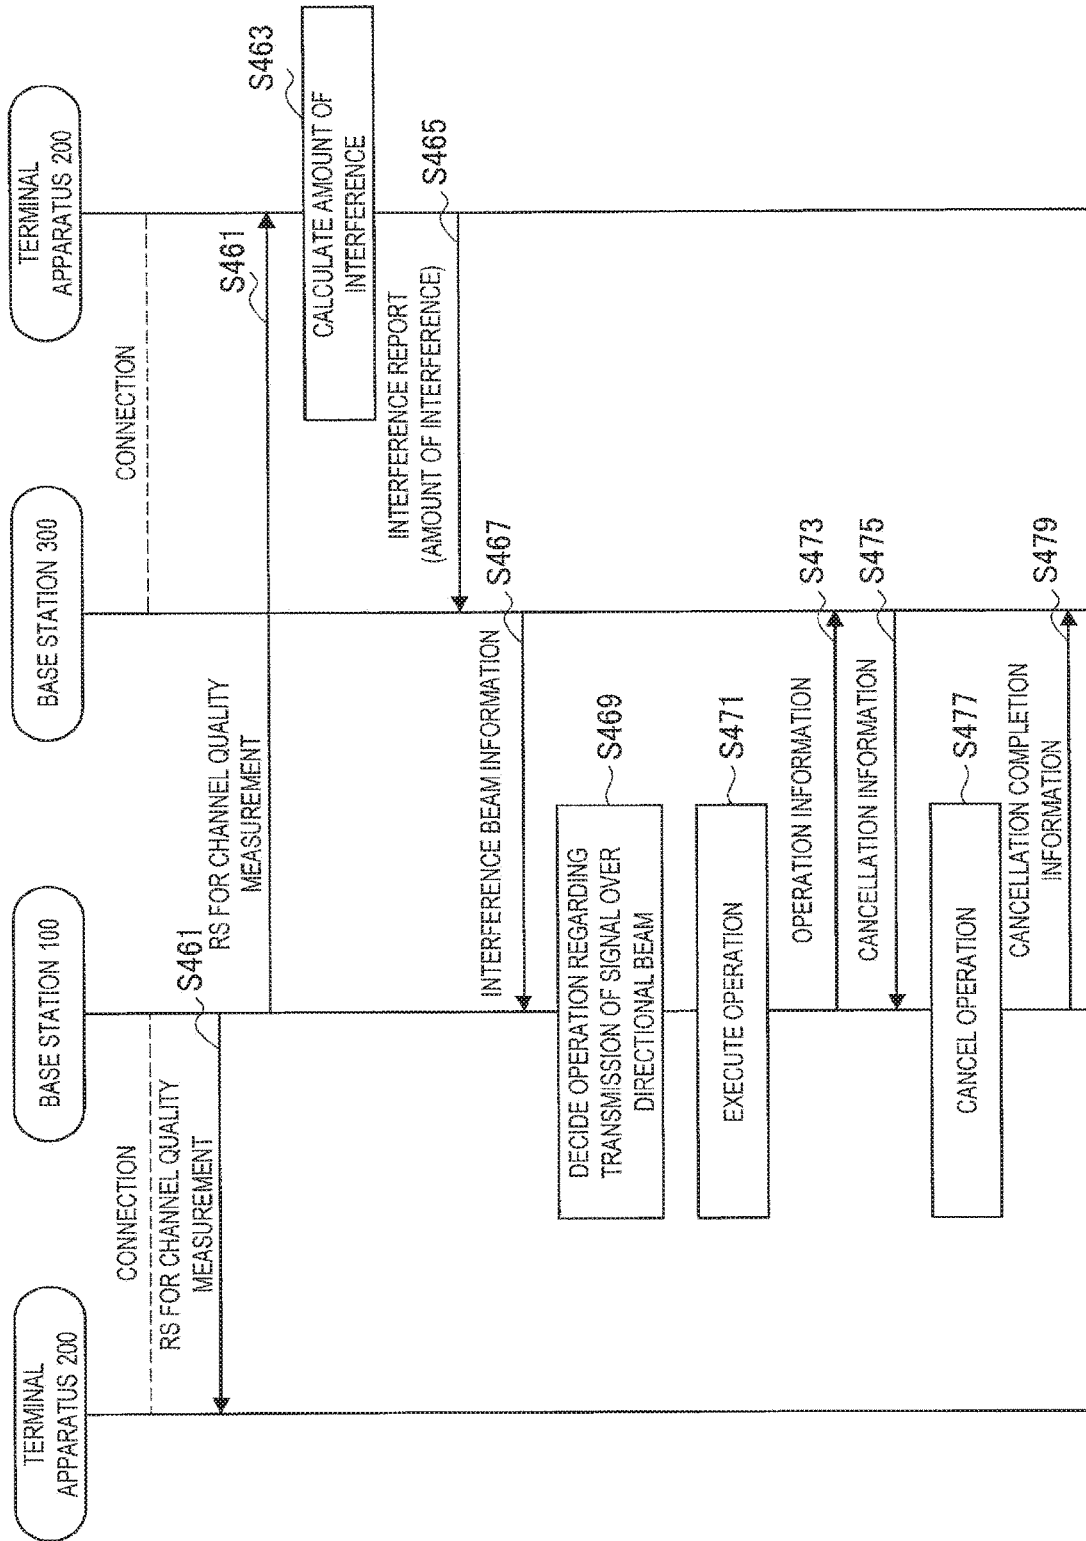 TERMINAL
APPARATUS 200
BASE STATION 100
BASE STATION 300
TERMINAL
APPARATUS 200
CONNECTION
CONNECTION
RS FOR CHANNEL QUALITY
MEASUREMENT
S461
RS FOR CHANNEL QUALITY
MEASUREMENT
S461
CALCULATE AMOUNT OF
INTERFERENCE
S463
INTERFERENCE REPORT
(AMOUNT OF INTERFERENCE)
S465
INTERFERENCE BEAM INFORMATION
S467
DECIDE OPERATION REGARDING
TRANSMISSION OF SIGNAL OVER
DIRECTIONAL BEAM
S469
EXECUTE OPERATION
S471
OPERATION INFORMATION
S473
CANCELLATION INFORMATION
S475
CANCEL OPERATION
S477
CANCELLATION COMPLETION
INFORMATION
S479